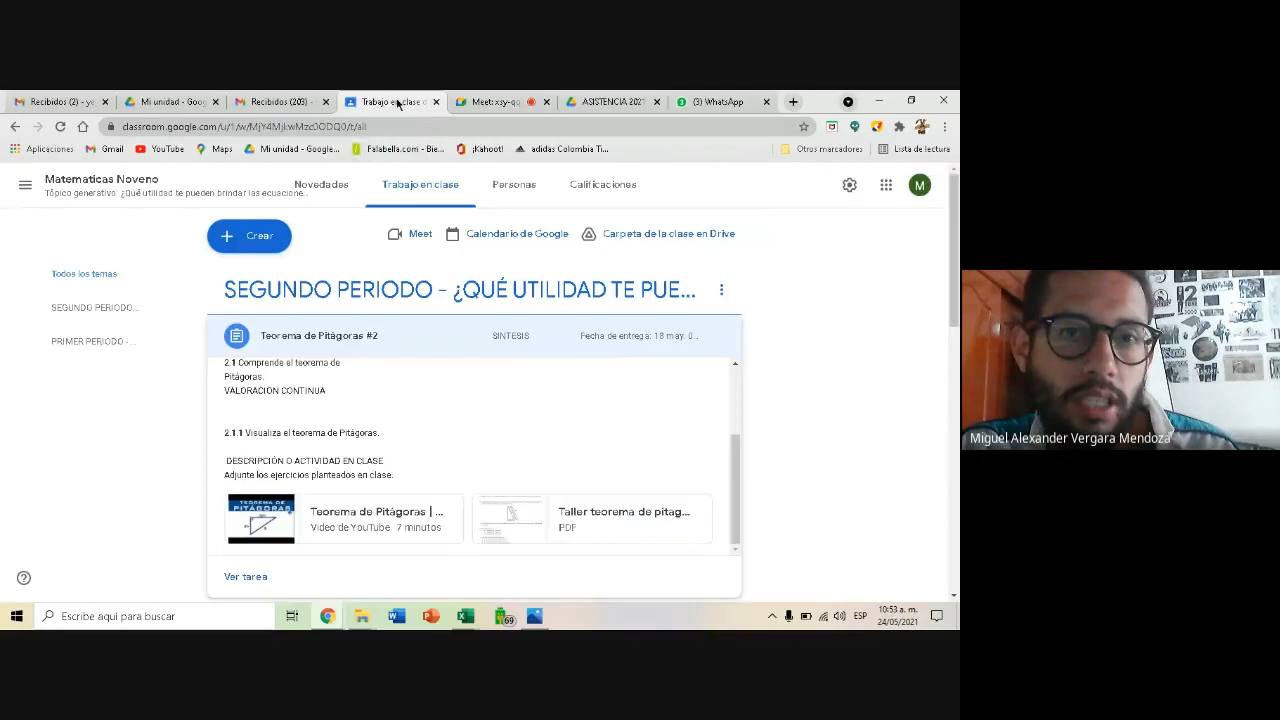 Recibidos (2) - ye
Mi unidad - Goog
Recibidos (203) -
Trabajo en clase d
Meet: xsy-qq
ASISTENCIA 2021
(3) WhatsApp
classroom.google.com/u/1/w/MjY4MjkwMzc0ODQ0/t/all
Aplicaciones
Gmail
YouTube
Maps
Mi unidad - Google...
Falabella.com - Bie...
¡Kahoot!
adidas Colombia Ti...
Otros marcadores
Lista de lectura
Matematicas Noveno
Tópico generativo: ¿Qué utilidad te pueden brindar las ecuacione...
Novedades
Trabajo en clase
Personas
Calificaciones
M
Crear
Meet
Calendario de Google
Carpeta de la clase en Drive
Todos los temas
SEGUNDO PERIODO...
PRIMER PERIODO - ...
SEGUNDO PERIODO - ¿QUÉ UTILIDAD TE PUE...
Teorema de Pitágoras #2
SINTESIS
Fecha de entrega: 18 may. 0...
2.1 Comprende el teorema de
Pitágoras.
VALORACION CONTINUA
2.1.1 Visualiza el teorema de Pitágoras.
DESCRIPCIÓN O ACTIVIDAD EN CLASE
Adjunte los ejercicios planteados en clase.
TEOREMA DE
PITÁGORAS
Teorema de Pitágoras | ...
Video de YouTube 7 minutos
Taller teorema de pitag...
PDF
Ver tarea
Miguel Alexander Vergara Mendoza
Escribe aquí para buscar
69
ESP
10:53 a. m.
24/05/2021